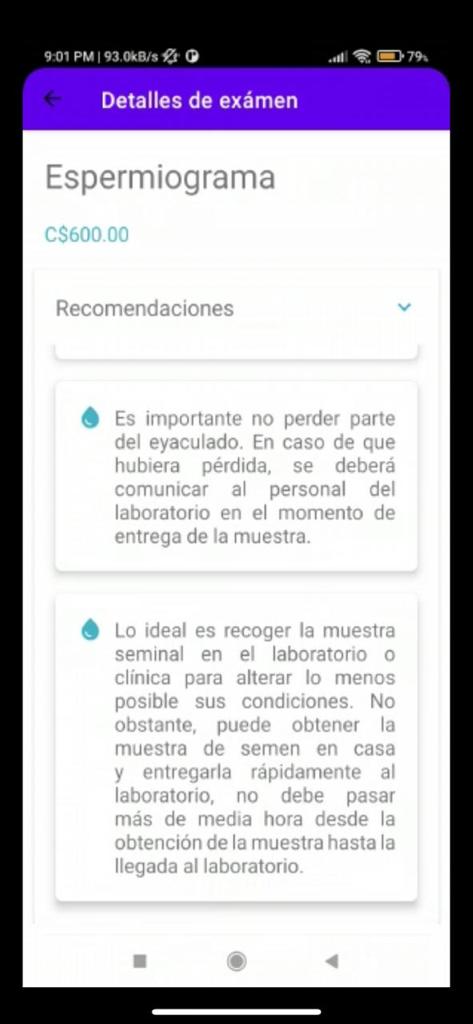 9:01 PM | 93.0kB/s
79%
Detalles de exámen
Espermiograma
C$600.00
Recomendaciones
Es importante no perder parte
del eyaculado. En caso de que
hubiera pérdida, se deberá
comunicar al personal del
laboratorio en el momento de
entrega de la muestra.
Lo ideal es recoger la muestra
seminal en el laboratorio o
clínica para alterar lo menos
posible sus condiciones. No
obstante, puede obtener la
muestra de semen en casa
y entregarla rápidamente al
laboratorio, no debe pasar
más de media hora desde la
obtención de la muestra hasta la
llegada al laboratorio.